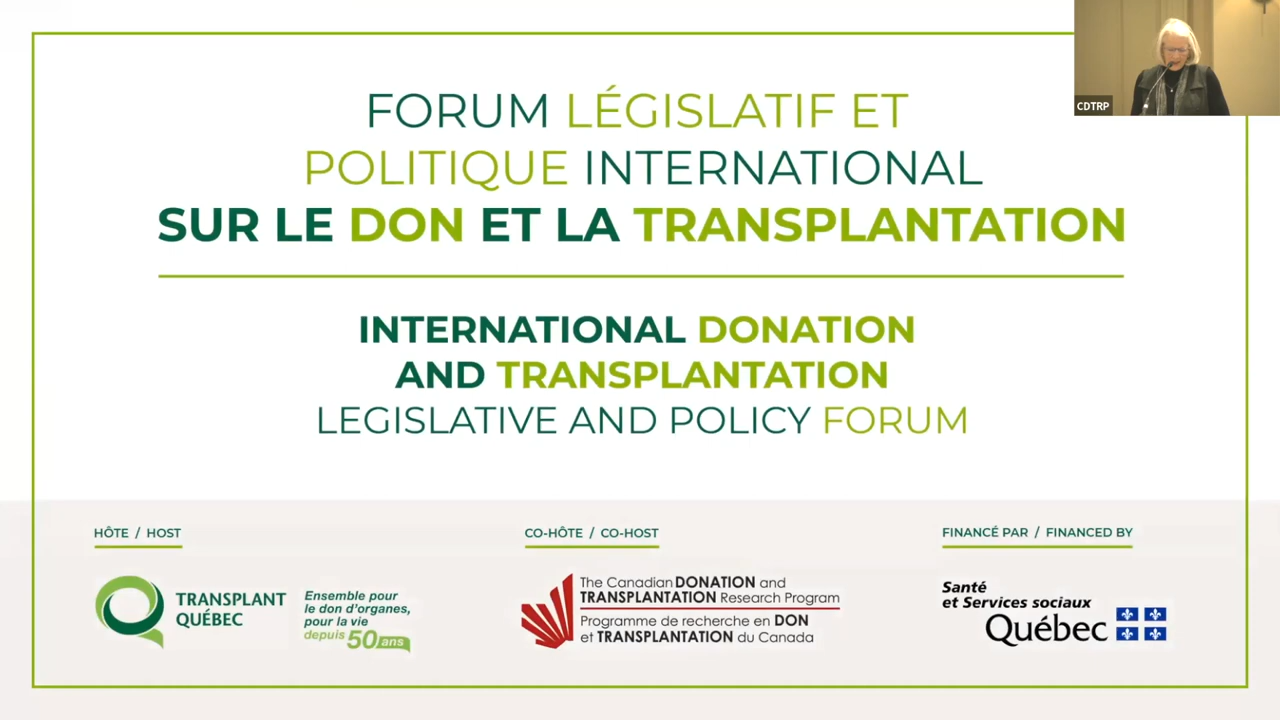 CDTRP
FORUM LÉGISLATIF ET
POLITIQUE INTERNATIONAL
SUR LE DON ET LA TRANSPLANTATION
INTERNATIONAL DONATION
AND TRANSPLANTATION
LEGISLATIVE AND POLICY FORUM
HÔTE / HOST
TRANSPLANT
QUÉBEC
Ensemble pour
le don d'organes,
pour la vie
depuis 50 ans
CO-HÔTE / CO-HOST
The Canadian DONATION and
TRANSPLANTATION Research Program
Programme de recherche en DON
et TRANSPLANTATION du Canada
FINANCÉ PAR / FINANCED BY
Santé
et Services sociaux
Québec